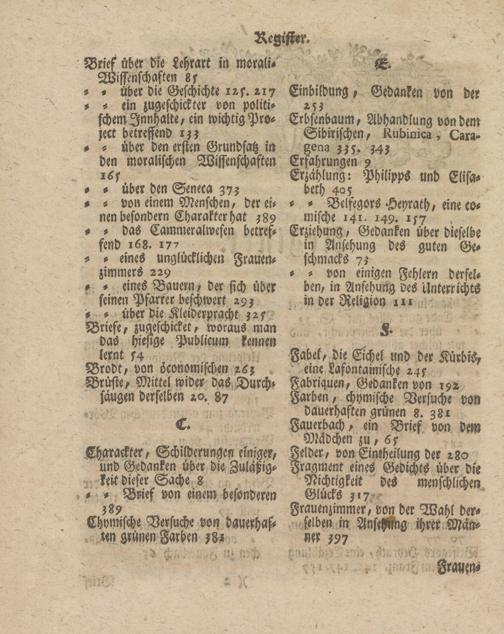 Register.
Brief über die Lehrart in morali-
Wissenschaften 85
" " über die Geschichte 125. 217
" " ein zugeschickter von politi-
schem Innhalte, ein wichtig Pro-
ject betreffend 133
" " über den ersten Grundsatz in
den moralischen Wissenschaften
165
" " über den Seneca 373
" " von einem Menschen, der ei-
nen besondern Charakter hat 389
" " das Cammeralwesen betref-
fend 168. 177
" " eines unglücklichen Frauen-
zimmers 229
" " eines Bauern, der sich über
seinen Pfarrer beschwert 293
" " über die Kleiderpracht 325
Briefe, zugeschicket, woraus man
das hiesige Publicum kennen
lernt 54
Brodt, von öconomischen 263
Brüste, Mittel wider das Durch-
säugen derselben 20. 87
C.
Charackter, Schilderungen einiger,
und Gedanken über die Zuläßig-
keit dieser Sache 8
" " Brief von einem besonderen
389
Chymische Versuche von dauerhaf-
ten grünen Farben 381
E.
Einbildung, Gedanken von der
253
Erbsenbaum, Abhandlung von dem
Sibirischen, Rubinica, Cara-
gena 335. 343
Erfahrungen 9
Erzählung: Philipps und Elisa-
beth 405
" " Belfegors Heyrath, eine co-
mische 141. 149. 157
Erziehung, Gedanken über dieselbe
in Ansehung des guten Ge-
schmacks 73
" " von einigen Fehlern dersel-
ben, in Ansehung des Unterrichts
in der Religion 111
F.
Fabel, die Eichel und der Kürbis,
eine Lafontainische 245
Fabriquen, Gedanken von 192
Farben, chymische Versuche von
dauerhaften grünen 8. 381
Fauerbach, ein Brief von dem
Mädchen zu, 65
Felder, von Eintheilung der 280
Fragment eines Gedichts über die
Nichtigkeit des menschlichen
Glücks 317
Frauenzimmer, von der Wahl der-
selben in Ansehung ihrer Män-
ner 397
Frauen-